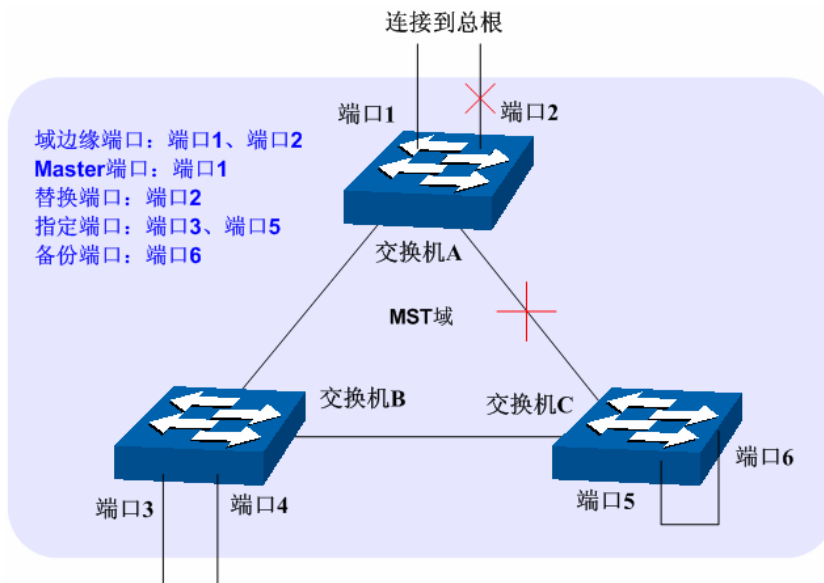 连接到总根
端口1
端口2
域边缘端口：端口1、端口2
Master端口：端口1
替换端口：端口2
指定端口：端口3、端口5
备份端口：端口6
交换机A
MST域
交换机B
交换机C
端口3
端口4
端口5
端口6